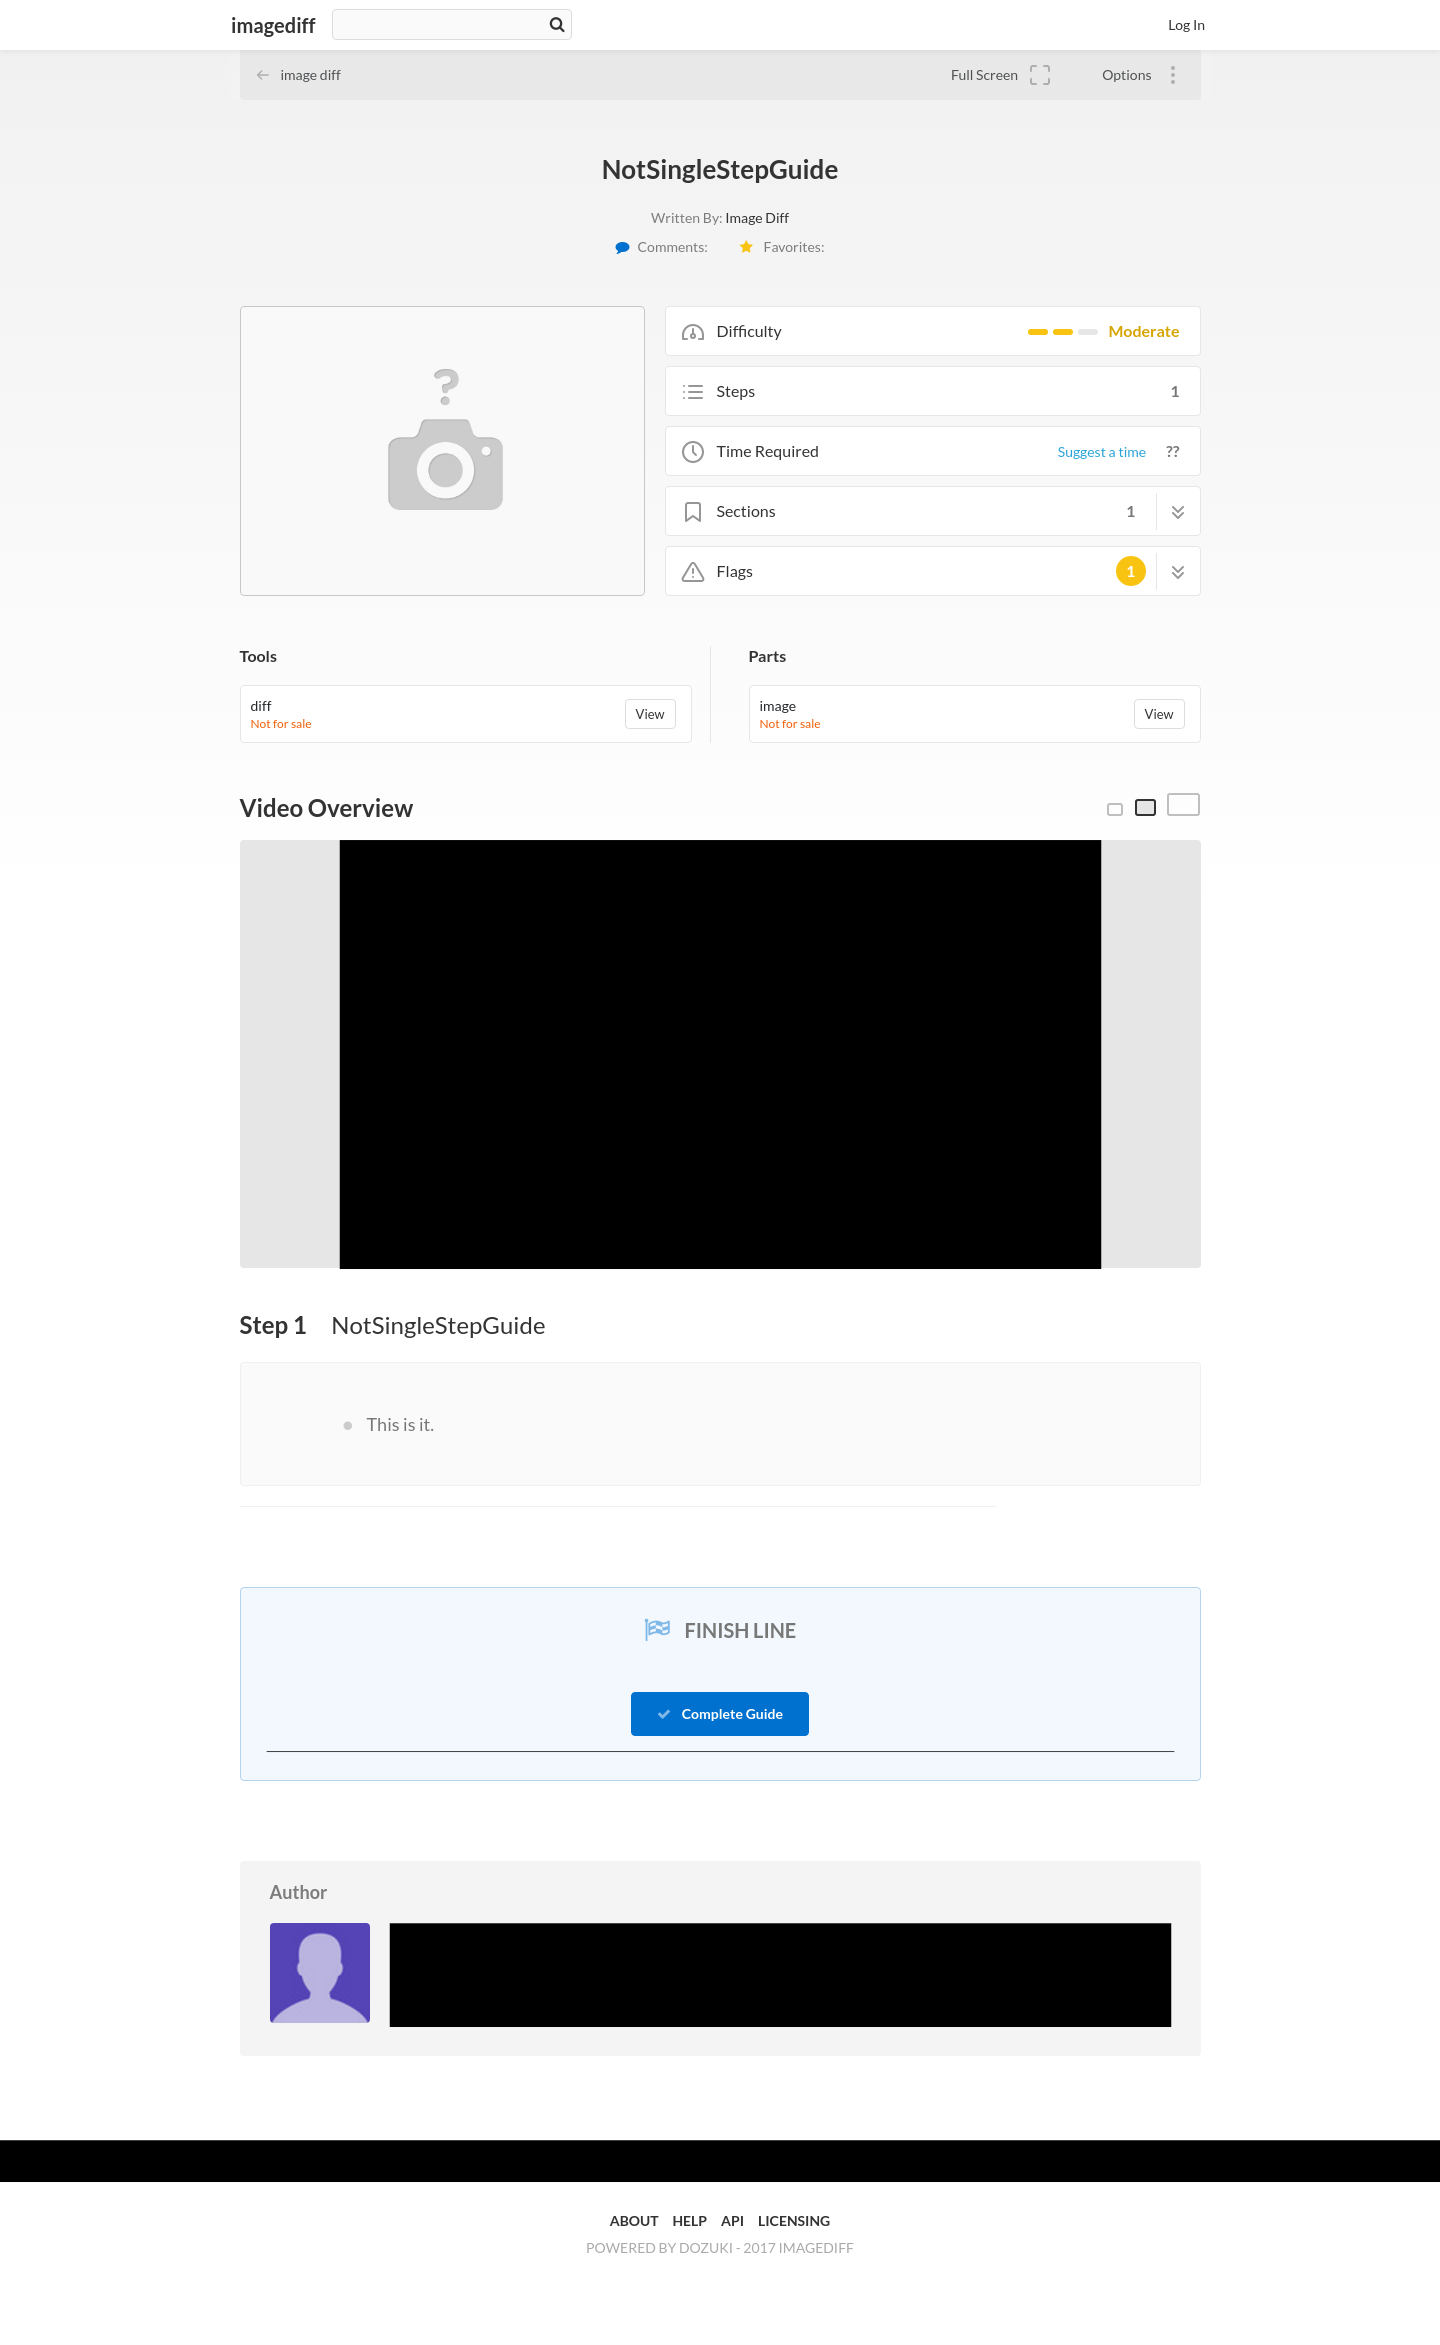 imagediff
Log In
image diff
Full Screen
Options
NotSingleStepGuide
Written By: Image Diff
Comments:
Favorites:
?
Difficulty
Moderate
Steps
1
Time Required
Suggest a time
??
Sections
1
Flags
1
Tools
diff
Not for sale
View
Parts
image
Not for sale
View
Video Overview
Step 1 NotSingleStepGuide
This is it.
FINISH LINE
Complete Guide
Author
ABOUT HELP API LICENSING
POWERED BY DOZUKI - 2017 IMAGEDIFF